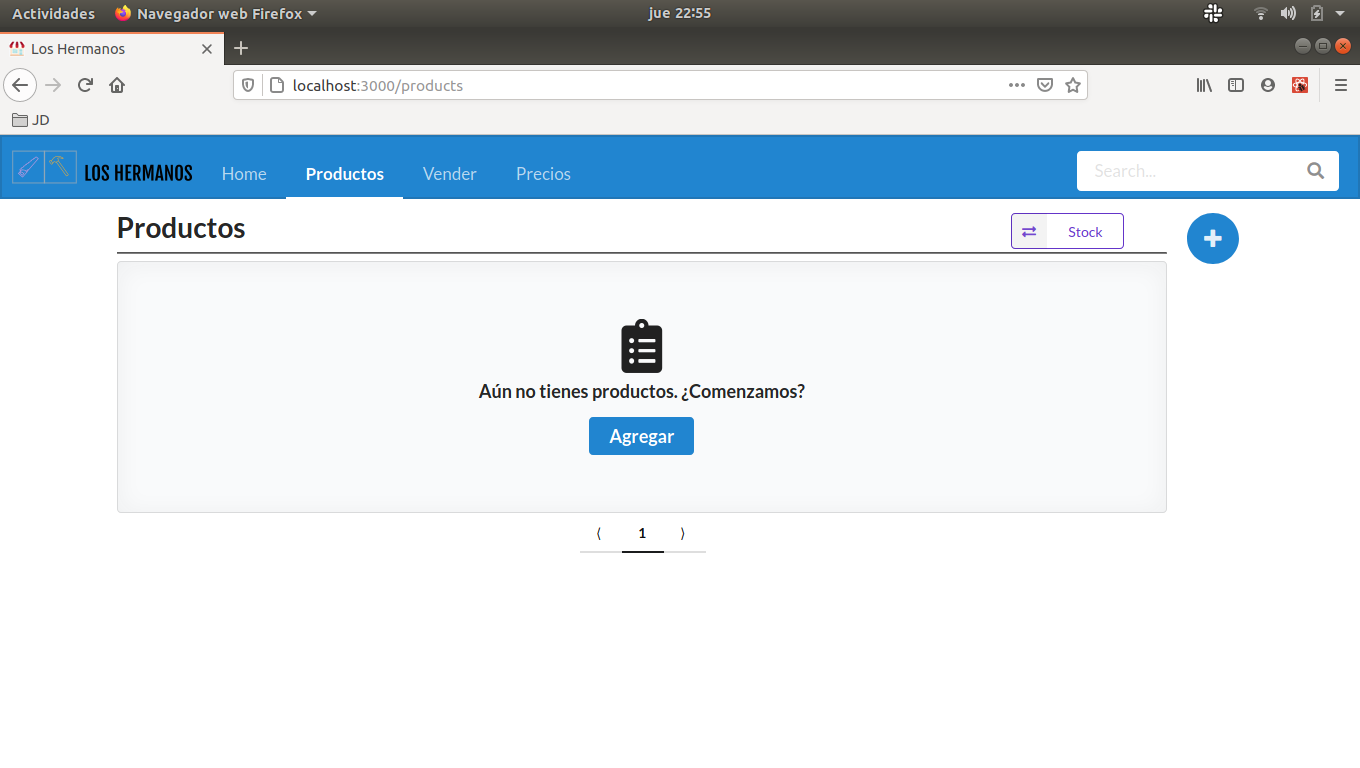 Actividades Navegador web Firefox jue 22:55
Los Hermanos
localhost:3000/products
JD
LOS HERMANOS Home Productos Vender Precios Search...
Productos Stock
Aún no tienes productos. ¿Comenzamos?
Agregar
⟨ 1 ⟩